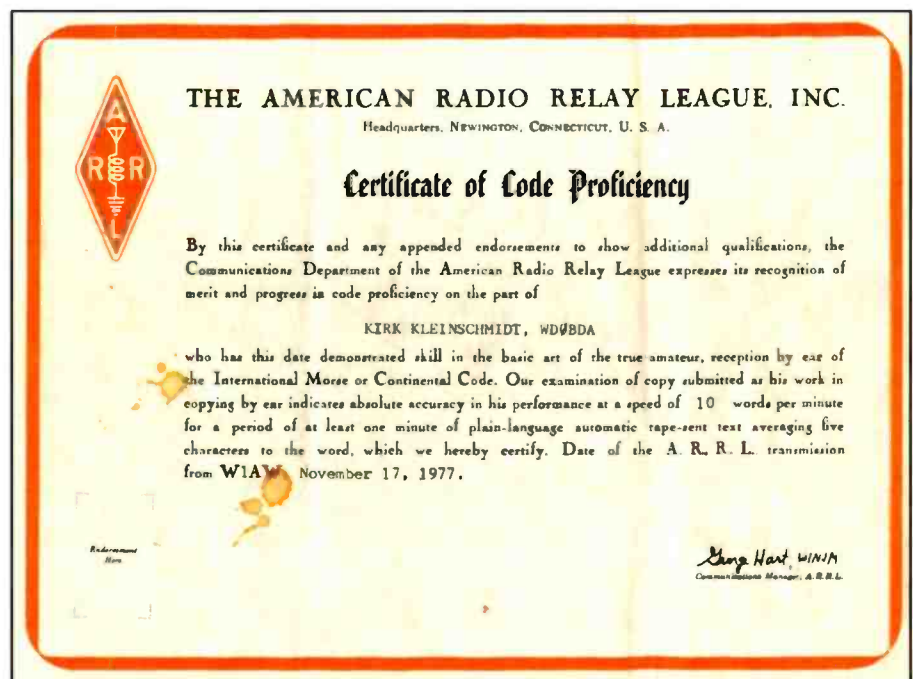 A
R R
L
THE AMERICAN RADIO RELAY LEAGUE, INC.
Headquarters, NEWINGTON, CONNECTICUT, U. S. A.
Certificate of Code Proficiency
By this certificate and any appended endorsements to show additional qualifications, the
Communications Department of the American Radio Relay League expresses its recognition of
merit and progress in code proficiency on the part of
KIRK KLEINSCHMIDT, WDØBDA
who has this date demonstrated skill in the basic art of the true amateur, reception by ear of
the International Morse or Continental Code. Our examination of copy submitted as his work in
copying by ear indicates absolute accuracy in his performance at a speed of 10 words per minute
for a period of at least one minute of plain-language automatic tape-sent text averaging five
characters to the word, which we hereby certify. Date of the A. R. R. L. transmission
from W1AW November 17, 1977.
Endorsement
Here
George Hart, W1NJM
Communications Manager, A.R.R.L.